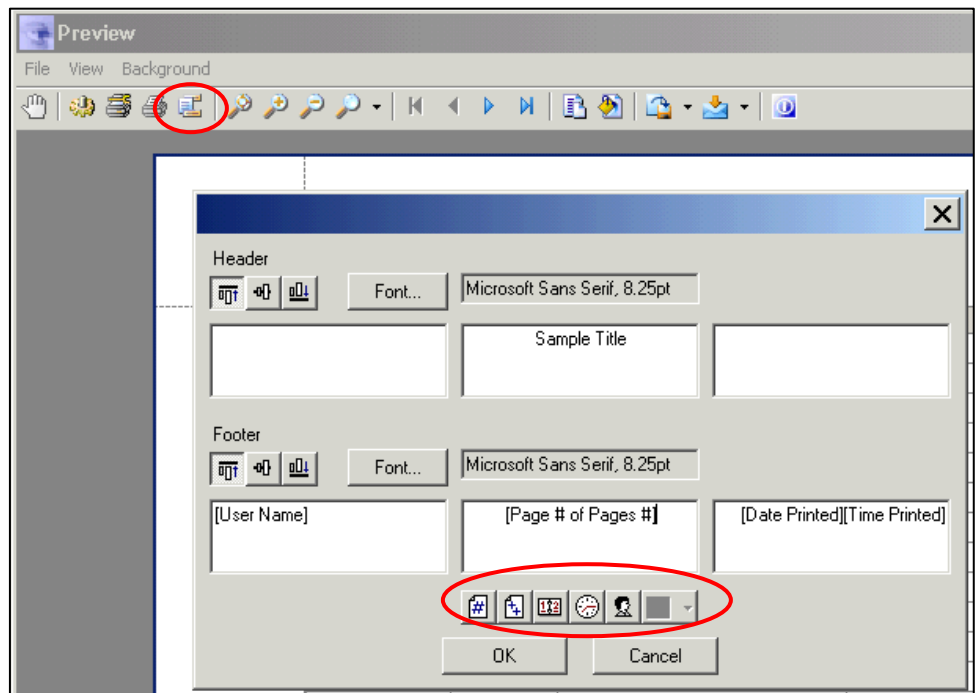 Preview
File View Background
Header
Font... Microsoft Sans Serif, 8.25pt
Sample Title
Footer
Font... Microsoft Sans Serif, 8.25pt
[User Name] [Page # of Pages #] [Date Printed][Time Printed]
OK Cancel